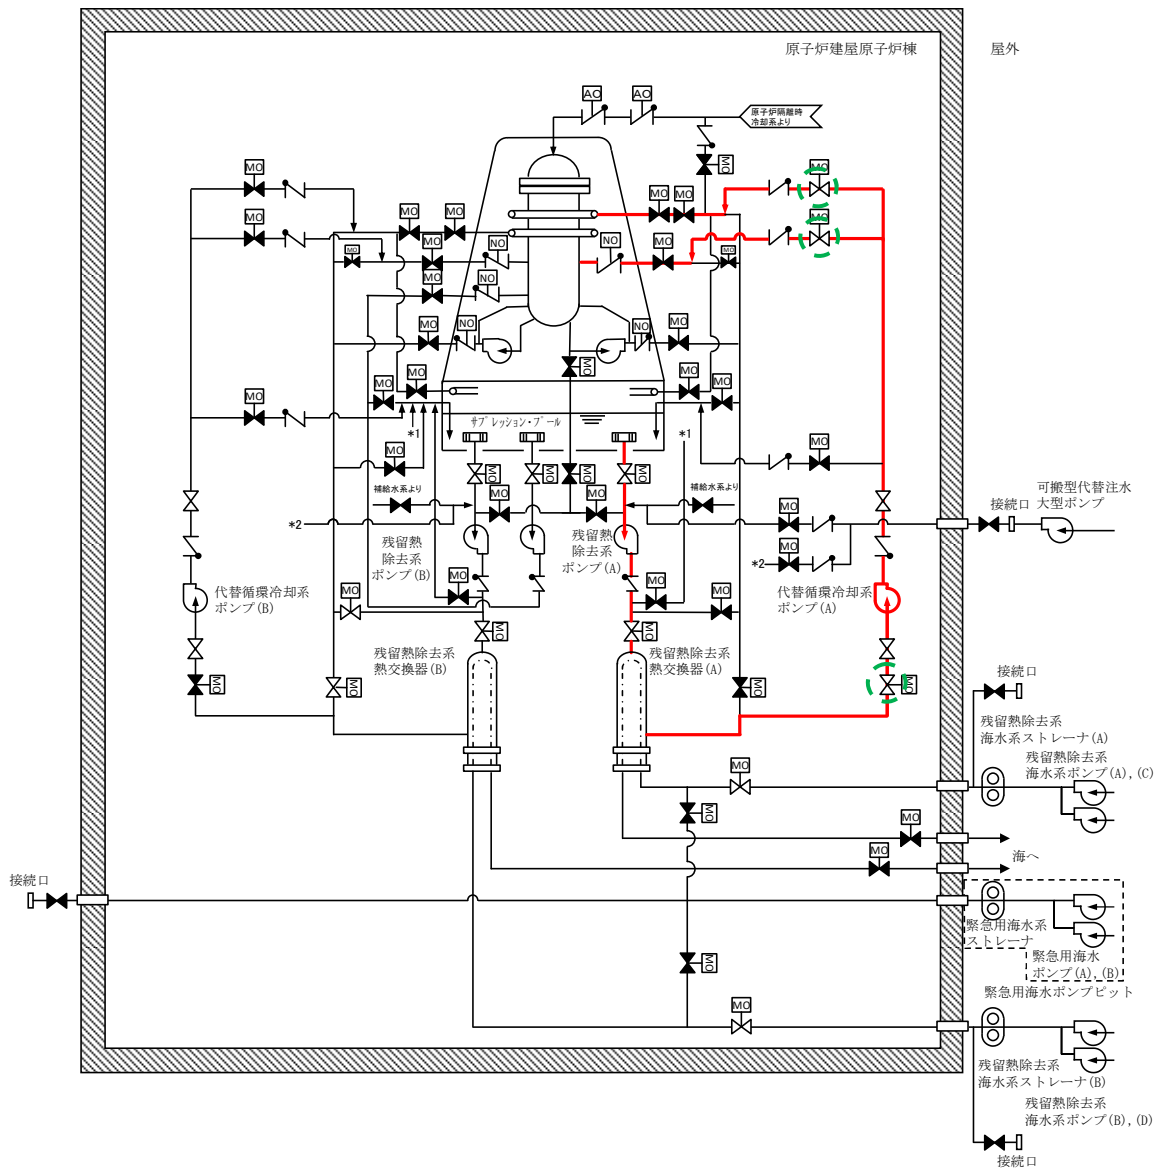 原子炉建屋原子炉棟
屋外
AO
AO
原子炉隔離時
冷却系より
MO
MO
MO
MO
MO
MO
MO
MO
MO
MO
MO
MO
NO
NO
MO
MO
MO
MO
NO
MO
NO
NO
MO
MO
MO
MO
MO
MO
MO
サプレッション・プール
*1
*1
MO
MO
MO
MO
MO
MO
MO
MO
補給水系より
補給水系より
可搬型代替注水
大型ポンプ
接続口
MO
*2
MO
*2
残留熱
除去系
ポンプ(B)
残留熱
除去系
ポンプ(A)
代替循環冷却系
ポンプ(B)
代替循環冷却系
ポンプ(A)
MO
MO
MO
MO
MO
MO
残留熱除去系
熱交換器(B)
残留熱除去系
熱交換器(A)
MO
MO
MO
MO
接続口
残留熱除去系
海水系ストレーナ(A)
残留熱除去系
海水系ポンプ(A),(C)
MO
MO
MO
MO
海へ
接続口
緊急用海水系
ストレーナ
緊急用海水
ポンプ(A),(B)
緊急用海水ポンプピット
MO
MO
残留熱除去系
海水系ストレーナ(B)
残留熱除去系
海水系ポンプ(B),(D)
接続口